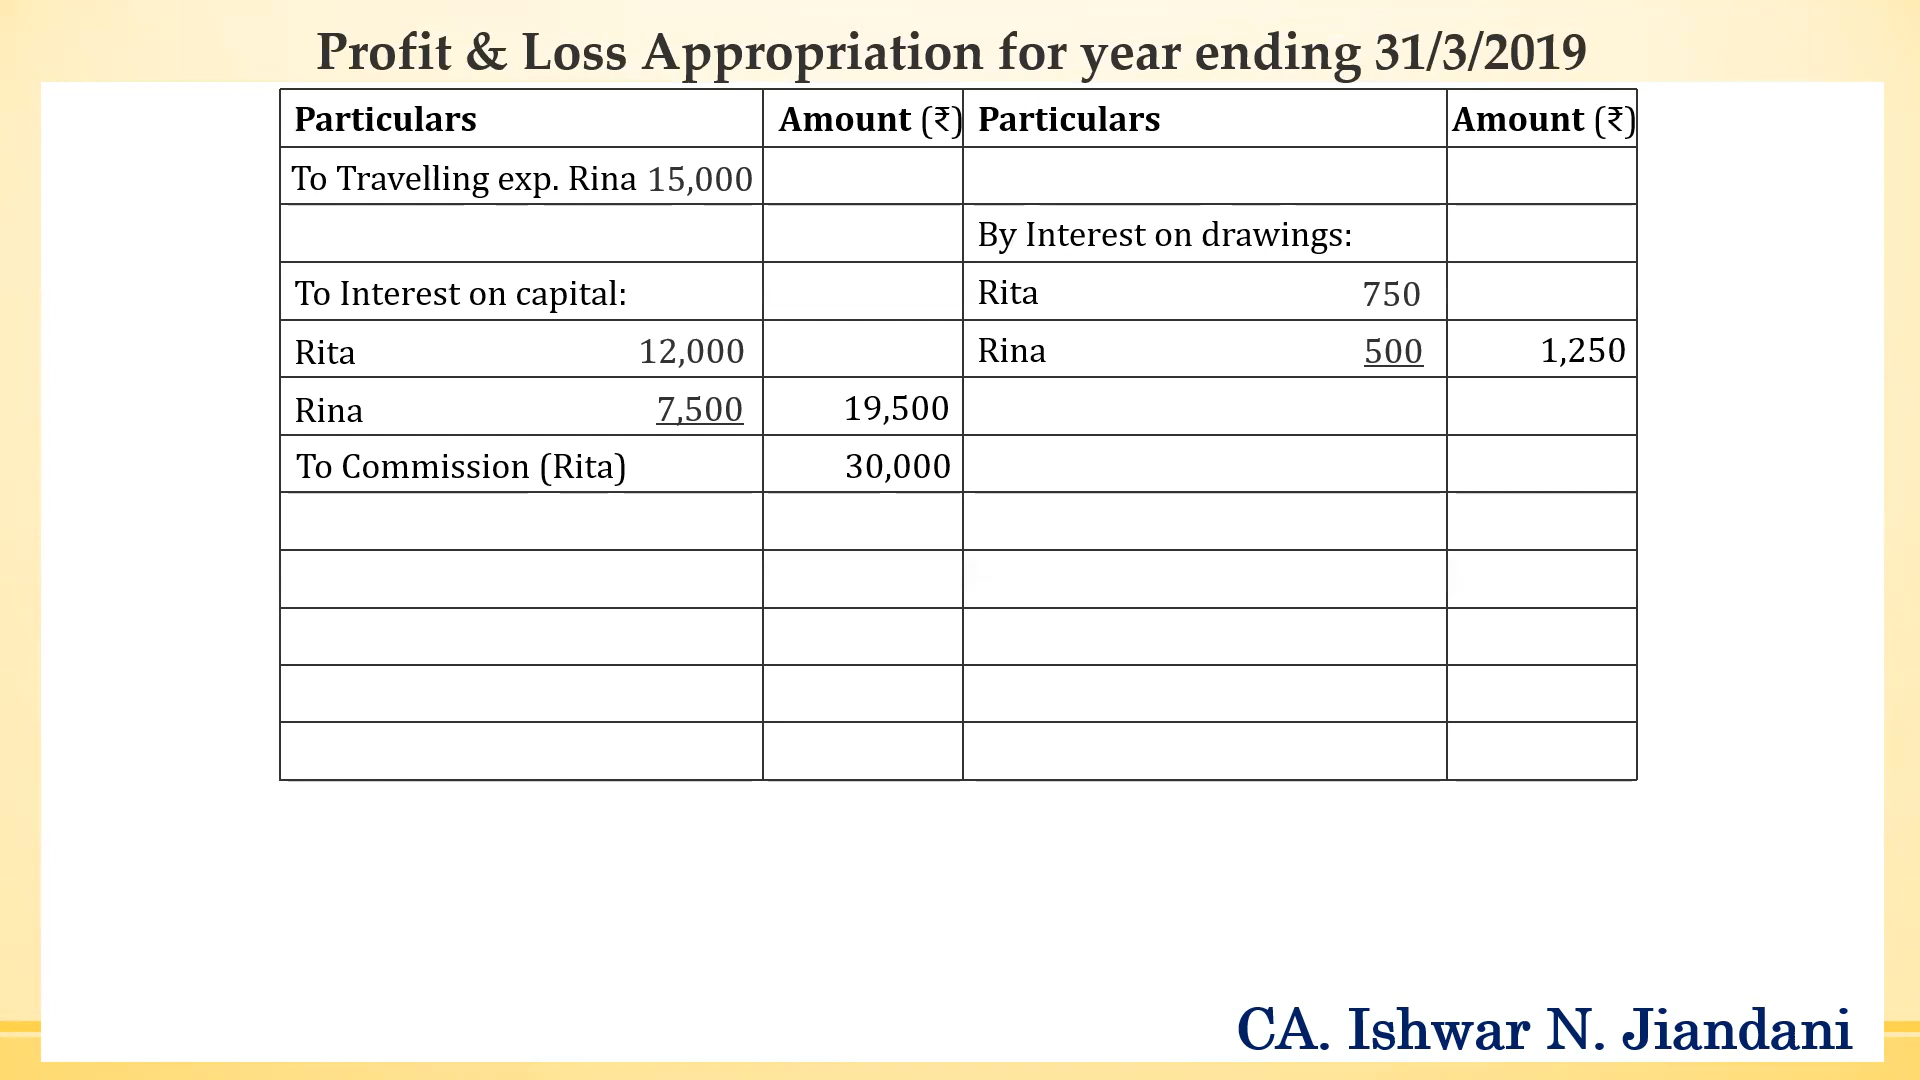 Profit & Loss Appropriation for year ending 31/3/2019
Particulars Amount (₹) Particulars Amount (₹)
To Travelling exp. Rina 15,000
By Interest on drawings:
To Interest on capital: Rita 750
Rita 12,000 Rina 500 1,250
Rina 7,500 19,500
To Commission (Rita) 30,000
CA. Ishwar N. Jiandani